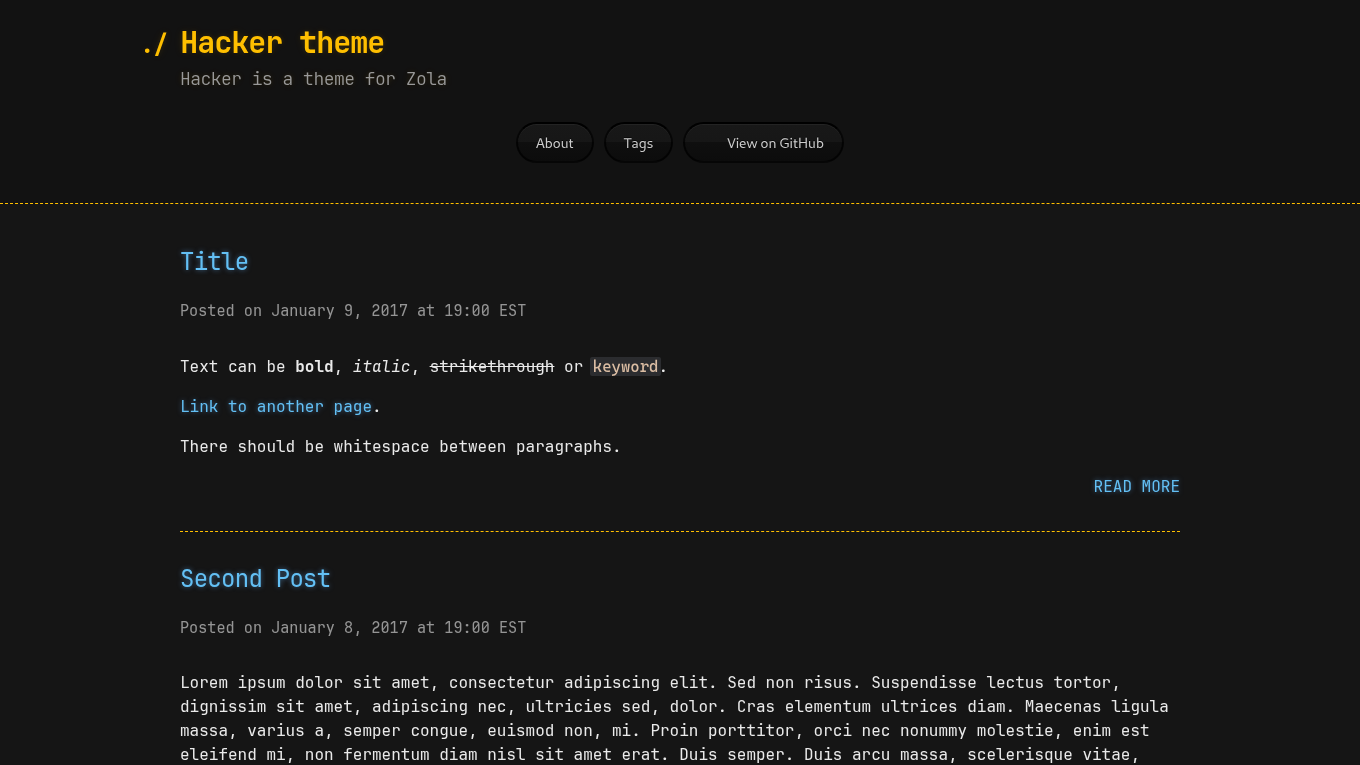 ./ Hacker theme
Hacker is a theme for Zola
About Tags View on GitHub
Title
Posted on January 9, 2017 at 19:00 EST
Text can be bold, italic, strikethrough or keyword.
Link to another page.
There should be whitespace between paragraphs.
READ MORE
Second Post
Posted on January 8, 2017 at 19:00 EST
Lorem ipsum dolor sit amet, consectetur adipiscing elit. Sed non risus. Suspendisse lectus tortor,
dignissim sit amet, adipiscing nec, ultricies sed, dolor. Cras elementum ultrices diam. Maecenas ligula
massa, varius a, semper congue, euismod non, mi. Proin porttitor, orci nec nonummy molestie, enim est
eleifend mi, non fermentum diam nisl sit amet erat. Duis semper. Duis arcu massa, scelerisque vitae,